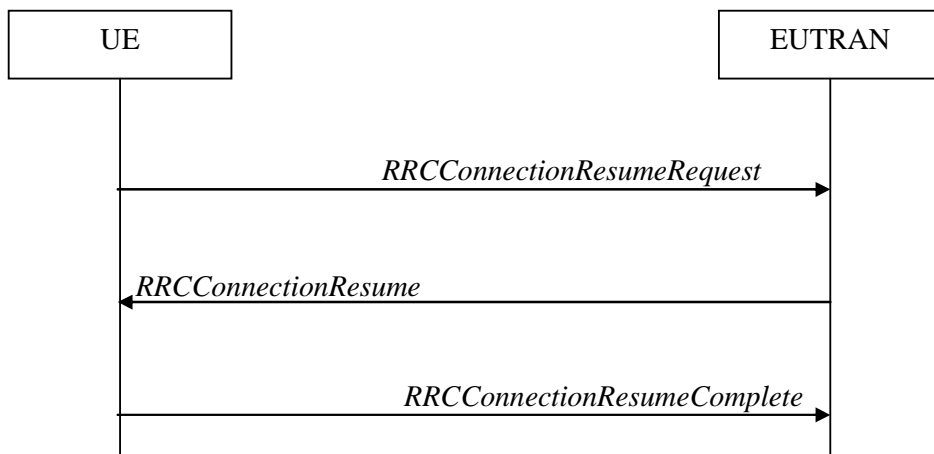 UE
EUTRAN
RRCConnectionResumeRequest
RRCConnectionResume
RRCConnectionResumeComplete